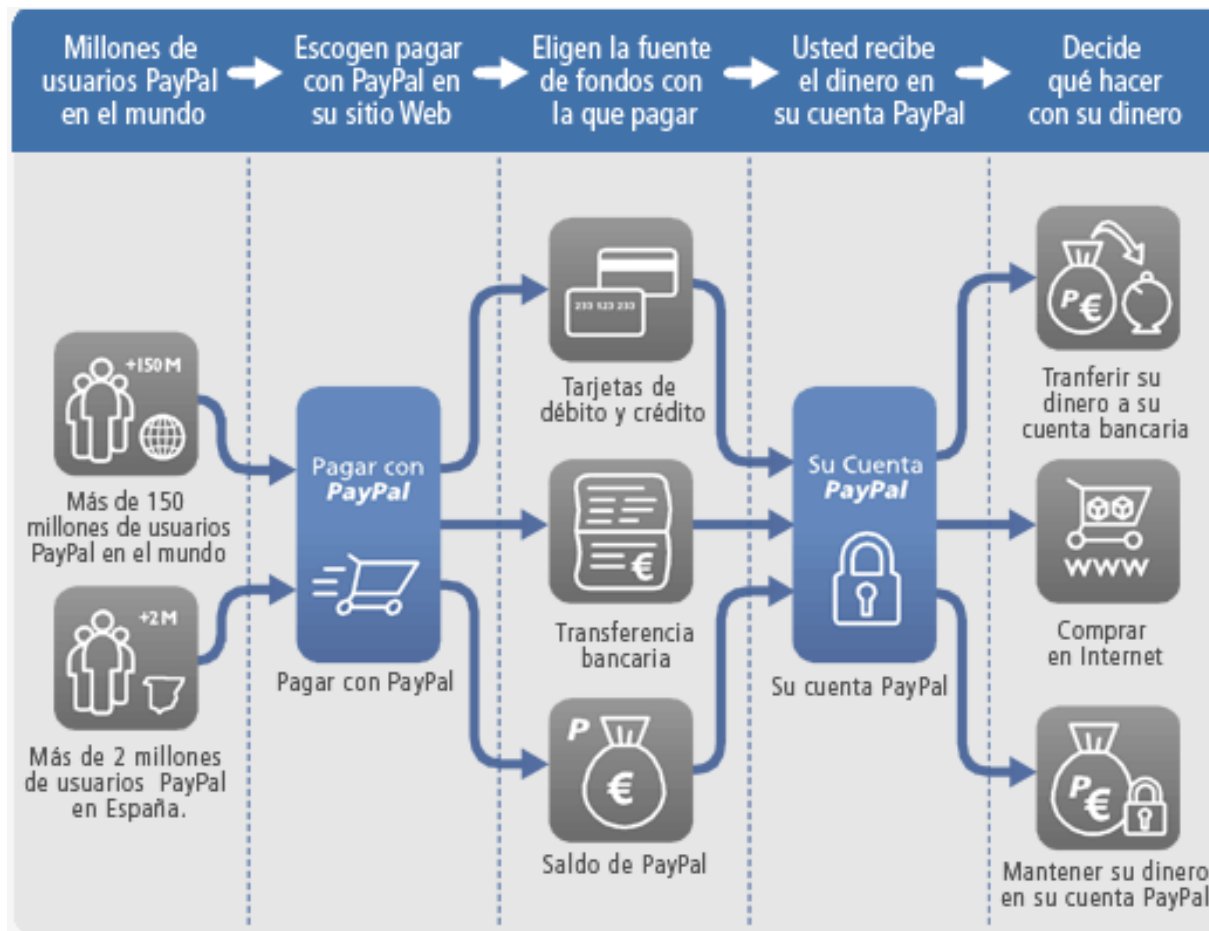 Millones de
usuarios PayPal
en el mundo
Escogen pagar
con PayPal en
su sitio Web
Eligen la fuente
de fondos con
la que pagar
Usted recibe
el dinero en
su cuenta PayPal
Decide
qué hacer
con su dinero
+150 M
Más de 150
millones de usuarios
PayPal en el mundo
+2 M
Más de 2 millones
de usuarios PayPal
en España.
Pagar con
PayPal
Pagar con PayPal
233 523 233
Tarjetas de
débito y crédito
€
Transferencia
bancaria
P
€
Saldo de PayPal
Su Cuenta
PayPal
Su cuenta PayPal
P€
Tranferir su
dinero a su
cuenta bancaria
www
Comprar
en Internet
P€
Mantener su dinero
en su cuenta PayPal